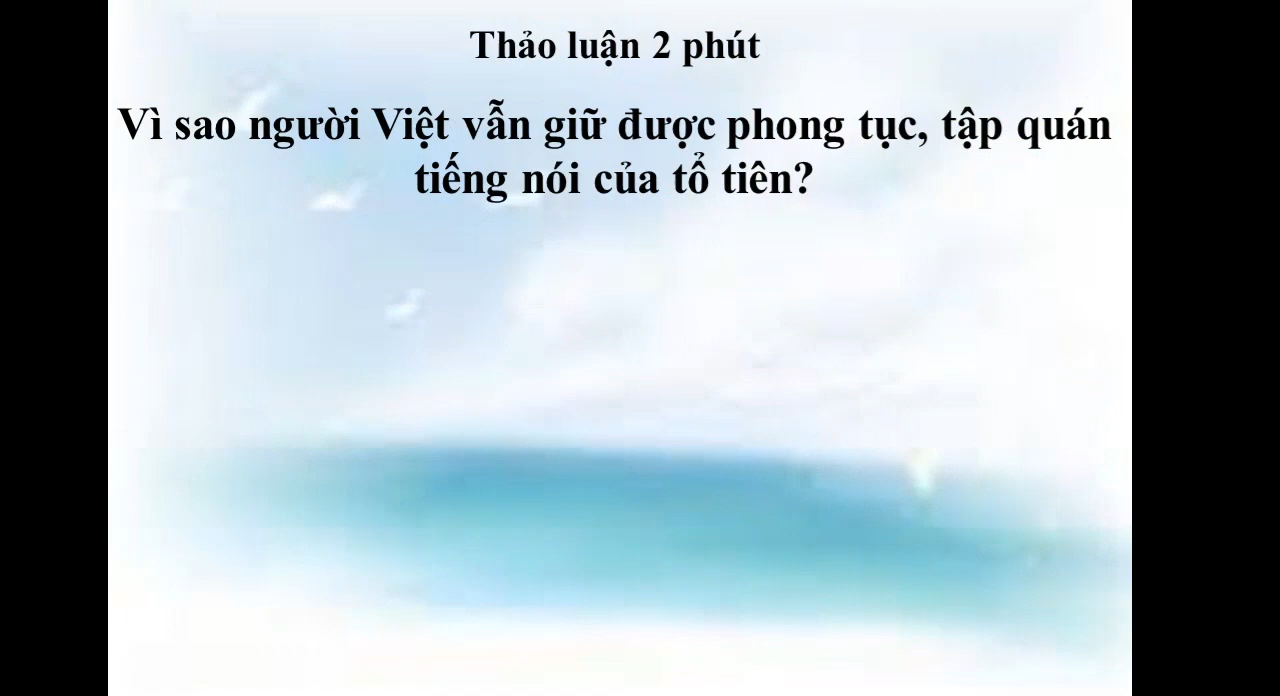 Thảo luận 2 phút
Vì sao người Việt vẫn giữ được phong tục, tập quán
tiếng nói của tổ tiên?